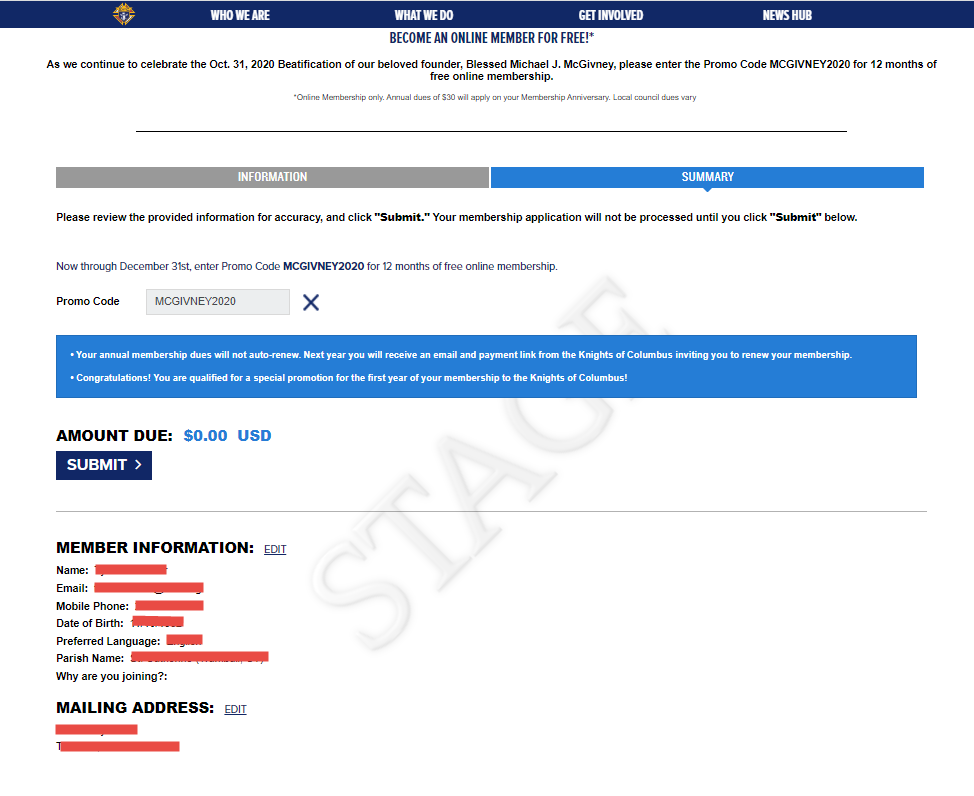 WHO WE ARE WHAT WE DO GET INVOLVED NEWS HUB
BECOME AN ONLINE MEMBER FOR FREE!*
As we continue to celebrate the Oct. 31, 2020 Beatification of our beloved founder, Blessed Michael J. McGivney, please enter the Promo Code MCGIVNEY2020 for 12 months of
free online membership.
*Online Membership only. Annual dues of $30 will apply on your Membership Anniversary. Local council dues vary
INFORMATION SUMMARY
Please review the provided information for accuracy, and click "Submit." Your membership application will not be processed until you click "Submit" below.
Now through December 31st, enter Promo Code MCGIVNEY2020 for 12 months of free online membership.
Promo Code MCGIVNEY2020
• Your annual membership dues will not auto-renew. Next year you will receive an email and payment link from the Knights of Columbus inviting you to renew your membership.
• Congratulations! You are qualified for a special promotion for the first year of your membership to the Knights of Columbus!
STAGE
AMOUNT DUE: $0.00 USD
SUBMIT >
MEMBER INFORMATION: EDIT
Name:
Email:
Mobile Phone:
Date of Birth:
Preferred Language:
Parish Name:
Why are you joining?:
MAILING ADDRESS: EDIT